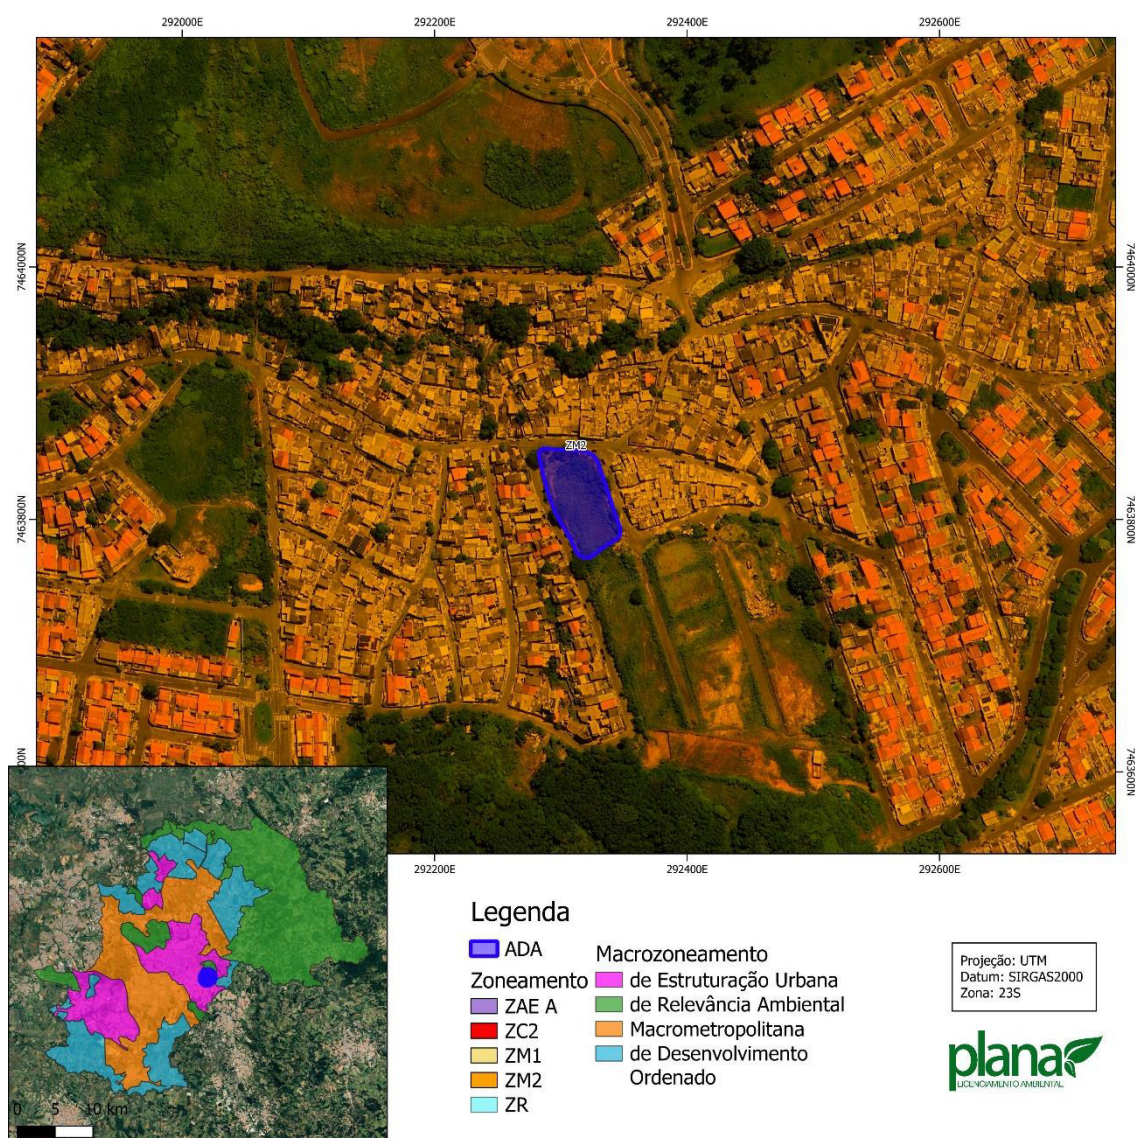 292000E 292200E 292400E 292600E
7464000N 7464000N
ZM2
7463800N 7463800N
7463600N
292200E 292400E 292600E
0 5 10 km
Legenda
ADA
Zoneamento
ZAE A
ZC2
ZM1
ZM2
ZR
Macrozoneamento
de Estruturação Urbana
de Relevância Ambiental
Macrometropolitana
de Desenvolvimento
Ordenado
Projeção: UTM
Datum: SIRGAS2000
Zona: 23S
plana
LICENCIAMENTO AMBIENTAL